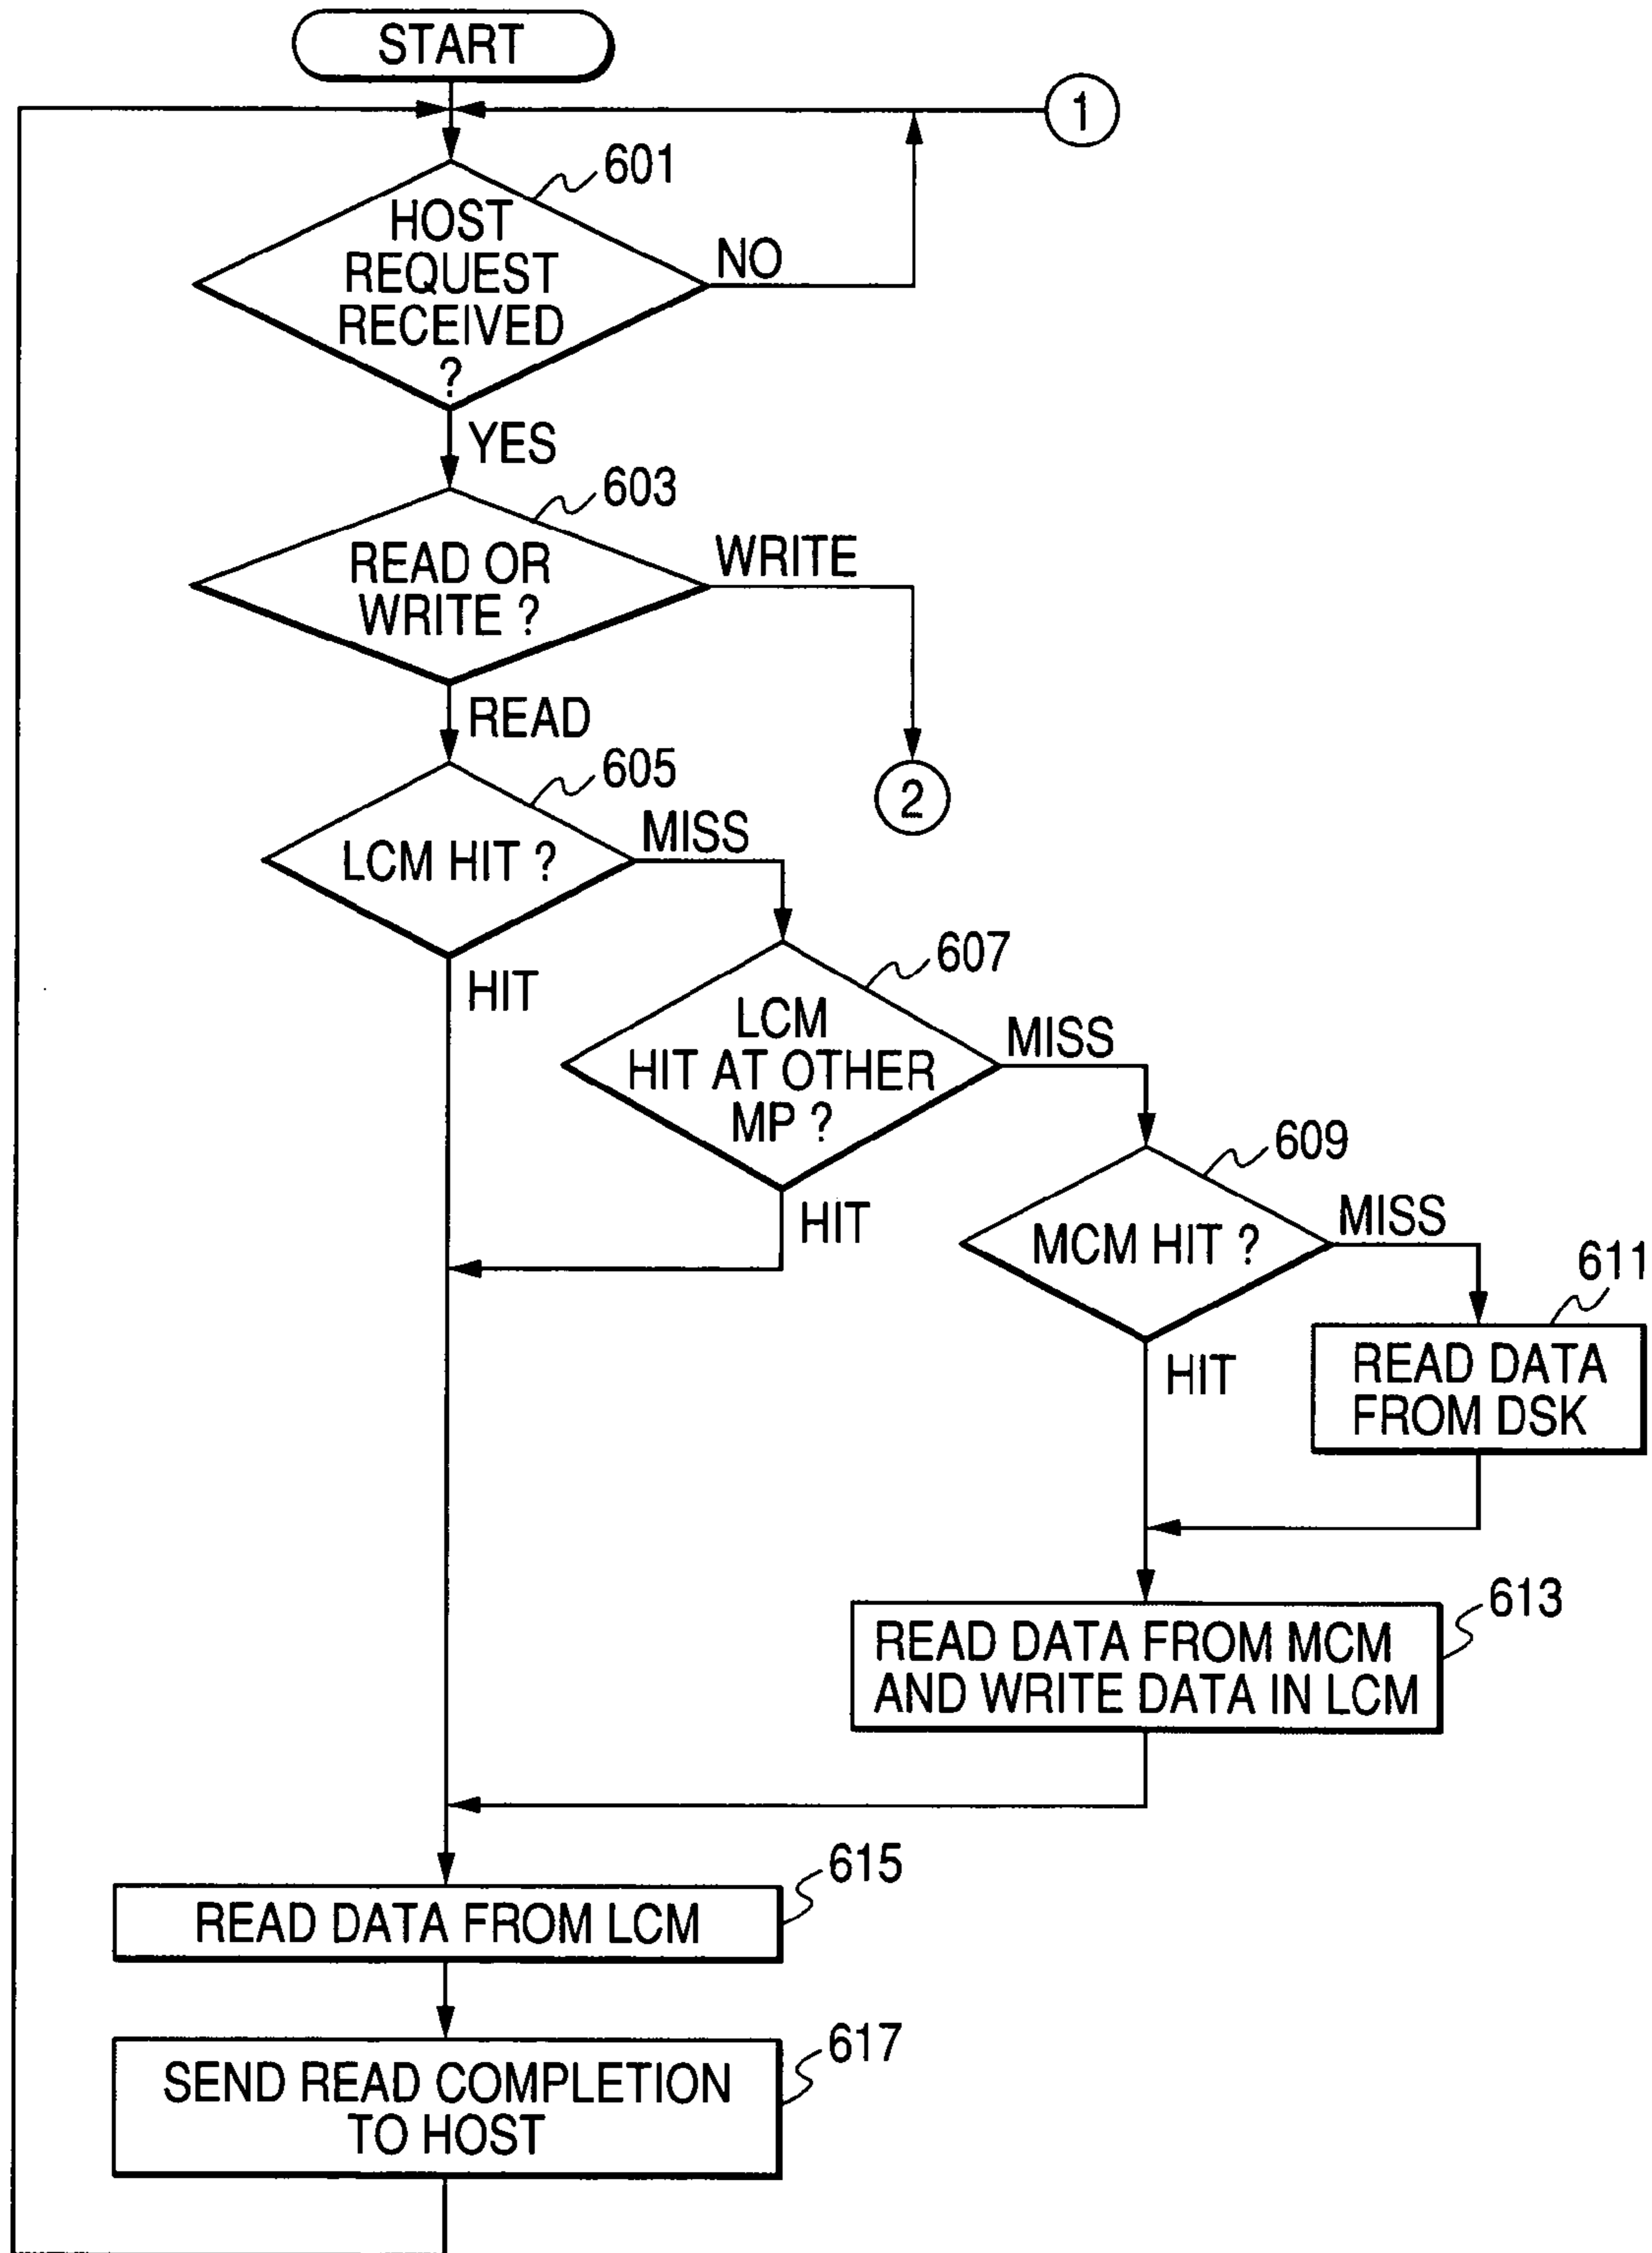 START
1
601
HOST
REQUEST
RECEIVED
?
NO
YES
603
READ OR
WRITE ?
WRITE
READ
2
605
LCM HIT ?
MISS
HIT
607
LCM
HIT AT OTHER
MP ?
MISS
HIT
609
MCM HIT ?
MISS
HIT
611
READ DATA
FROM DSK
613
READ DATA FROM MCM
AND WRITE DATA IN LCM
615
READ DATA FROM LCM
617
SEND READ COMPLETION
TO HOST